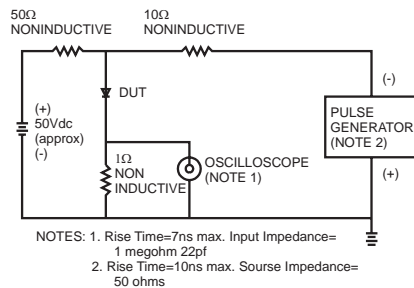 50Ω
NONINDUCTIVE
10Ω
NONINDUCTIVE
DUT
(+)
50Vdc
(approx)
(-)
(-)
PULSE
GENERATOR
(NOTE 2)
(+)
1Ω
NON
INDUCTIVE
OSCILLOSCOPE
(NOTE 1)
NOTES: 1. Rise Time=7ns max. Input Impedance=
1 megohm 22pf
2. Rise Time=10ns max. Sourse Impedance=
50 ohms